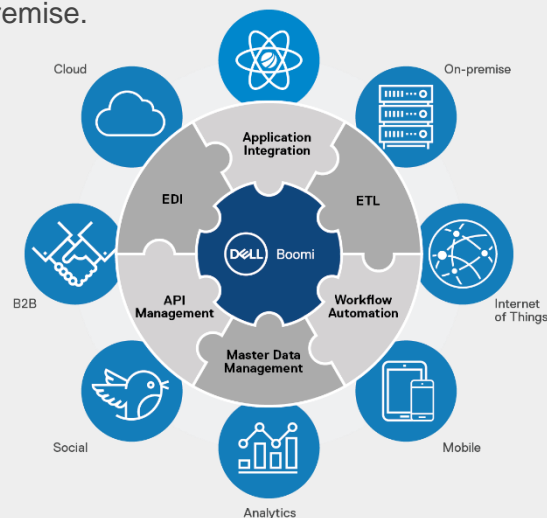 remise.
Cloud
On-premise
Application
Integration
EDI
ETL
DELL Boomi
B2B
API
Management
Workflow
Automation
Internet
of Things
Master Data
Management
Social
Mobile
Analytics